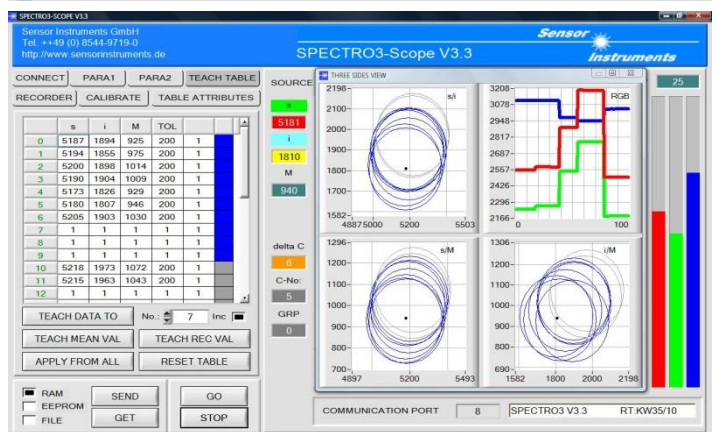 SPECTRO3-SCOPE V3.3
Sensor Instruments GmbH
Tel. ++49 (0) 8544-9719-0
http://www.sensorinstruments.de
SPECTRO3-Scope V3.3
Sensor Instruments
CONNECT PARA1 PARA2 TEACH TABLE
RECORDER CALIBRATE TABLE ATTRIBUTES
s i M TOL
0 5187 1894 925 200 1
1 5194 1855 975 200 1
2 5200 1898 1014 200 1
3 5190 1904 1009 200 1
4 5173 1826 929 200 1
5 5180 1807 946 200 1
6 5205 1903 1030 200 1
7 1 1 1 1 1
8 1 1 1 1 1
9 1 1 1 1 1
10 5218 1973 1072 200 1
11 5215 1963 1043 200 1
12 1 1 1 1 1
TEACH DATA TO No.: 7 Inc
TEACH MEAN VAL TEACH REC VAL
APPLY FROM ALL RESET TABLE
RAM
EEPROM
FILE
SEND GO
GET STOP
SOURCE
s
5181
i
1810
M
940
delta C
6
C-No:
5
GRP
0
THREE SIDES VIEW
s/i
2198
2100
2000
1900
1800
1700
1582
4887 5000 5200 5503
RGB
3208
3078
2948
2817
2687
2557
2426
2296
2166
0 100
s/M
1296
1200
1100
1000
900
800
700
4897 5200 5493
i/M
1306
1200
1100
1000
900
800
690
1582 1800 2000 2198
25
COMMUNICATION PORT 8 SPECTRO3 V3.3 RT:KW35/10